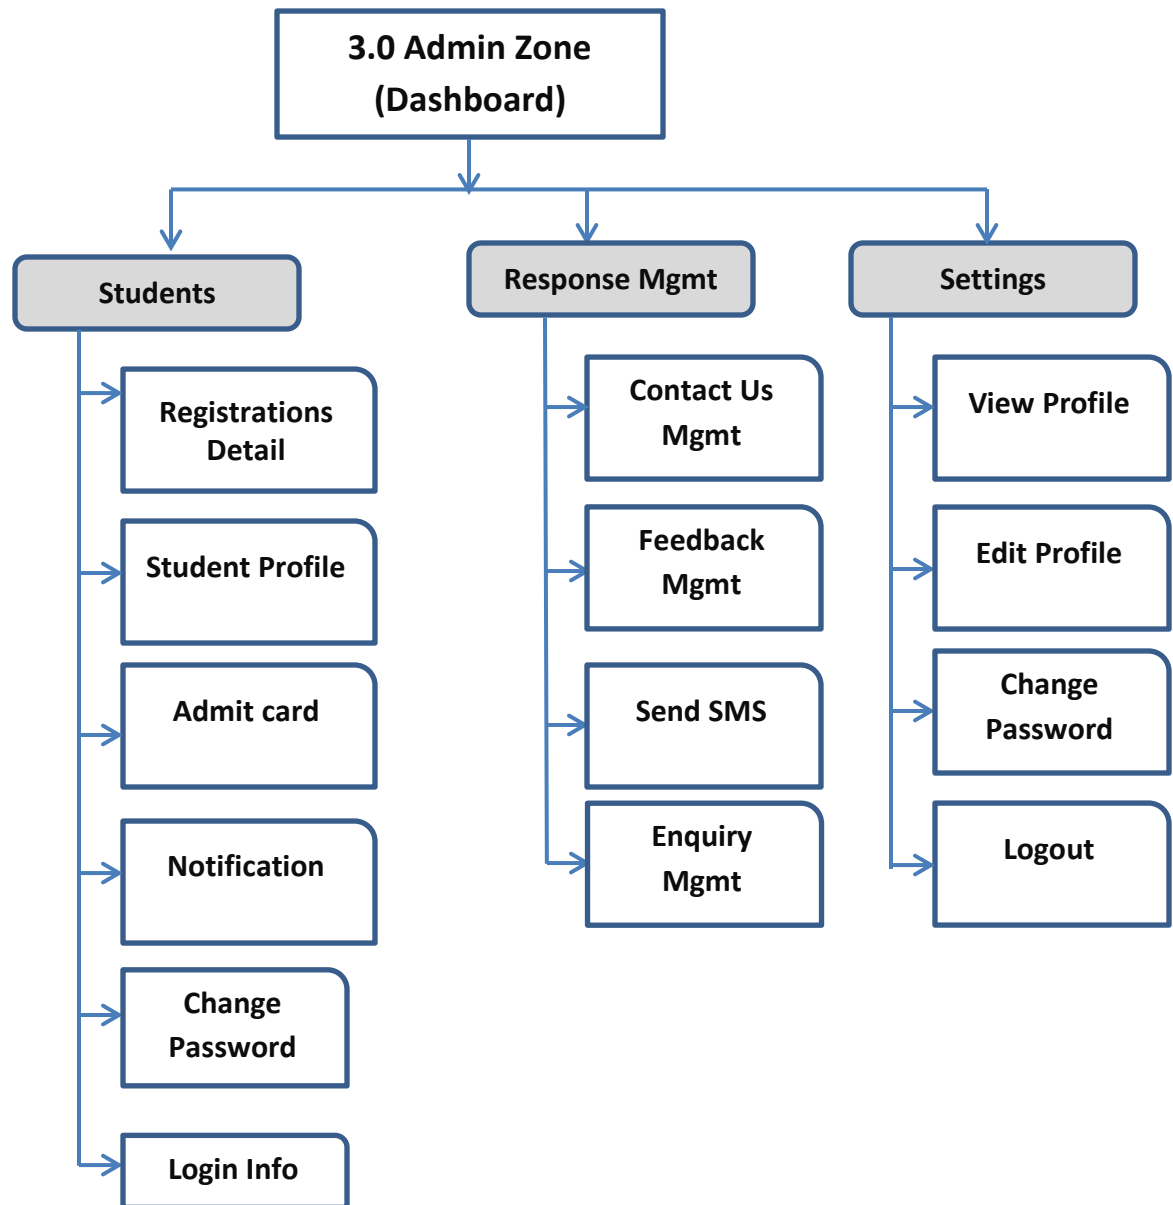 3.0 Admin Zone
(Dashboard)
Students
Response Mgmt
Settings
Registrations
Detail
Student Profile
Admit card
Notification
Change
Password
Login Info
Contact Us
Mgmt
Feedback
Mgmt
Send SMS
Enquiry
Mgmt
View Profile
Edit Profile
Change
Password
Logout